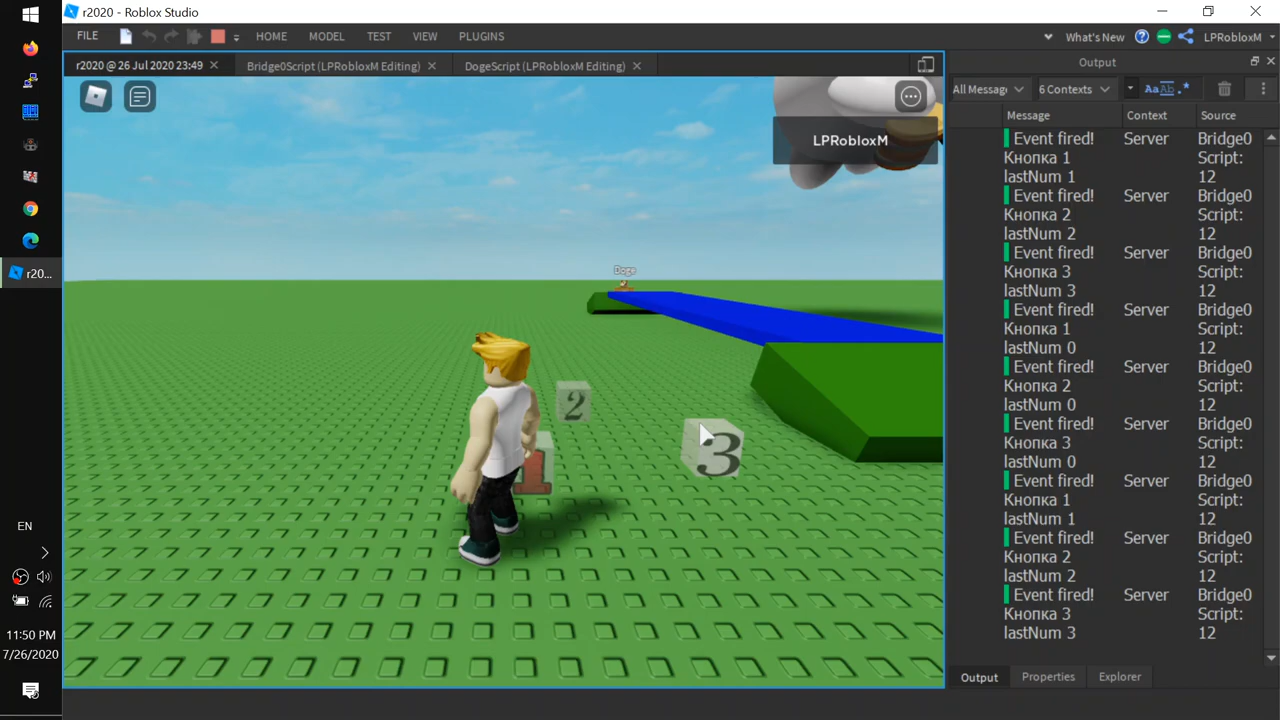 r2020 - Roblox Studio
FILE
HOME
MODEL
TEST
VIEW
PLUGINS
What's New
LPRobloxM
r2020 @ 26 Jul 2020 23:49
Bridge0Script (LPRobloxM Editing)
DogeScript (LPRobloxM Editing)
Output
All Messag
6 Contexts
Aa
Ab
.*
Message Context Source
Event fired! Server Bridge0
Кнопка 1 Script:
lastNum 1 12
Event fired! Server Bridge0
Кнопка 2 Script:
lastNum 2 12
Event fired! Server Bridge0
Кнопка 3 Script:
lastNum 3 12
Event fired! Server Bridge0
Кнопка 1 Script:
lastNum 0 12
Event fired! Server Bridge0
Кнопка 2 Script:
lastNum 0 12
Event fired! Server Bridge0
Кнопка 3 Script:
lastNum 0 12
Event fired! Server Bridge0
Кнопка 1 Script:
lastNum 1 12
Event fired! Server Bridge0
Кнопка 2 Script:
lastNum 2 12
Event fired! Server Bridge0
Кнопка 3 Script:
lastNum 3 12
Output
Properties
Explorer
LPRobloxM
Doge
2
1
3
r20...
EN
11:50 PM
7/26/2020